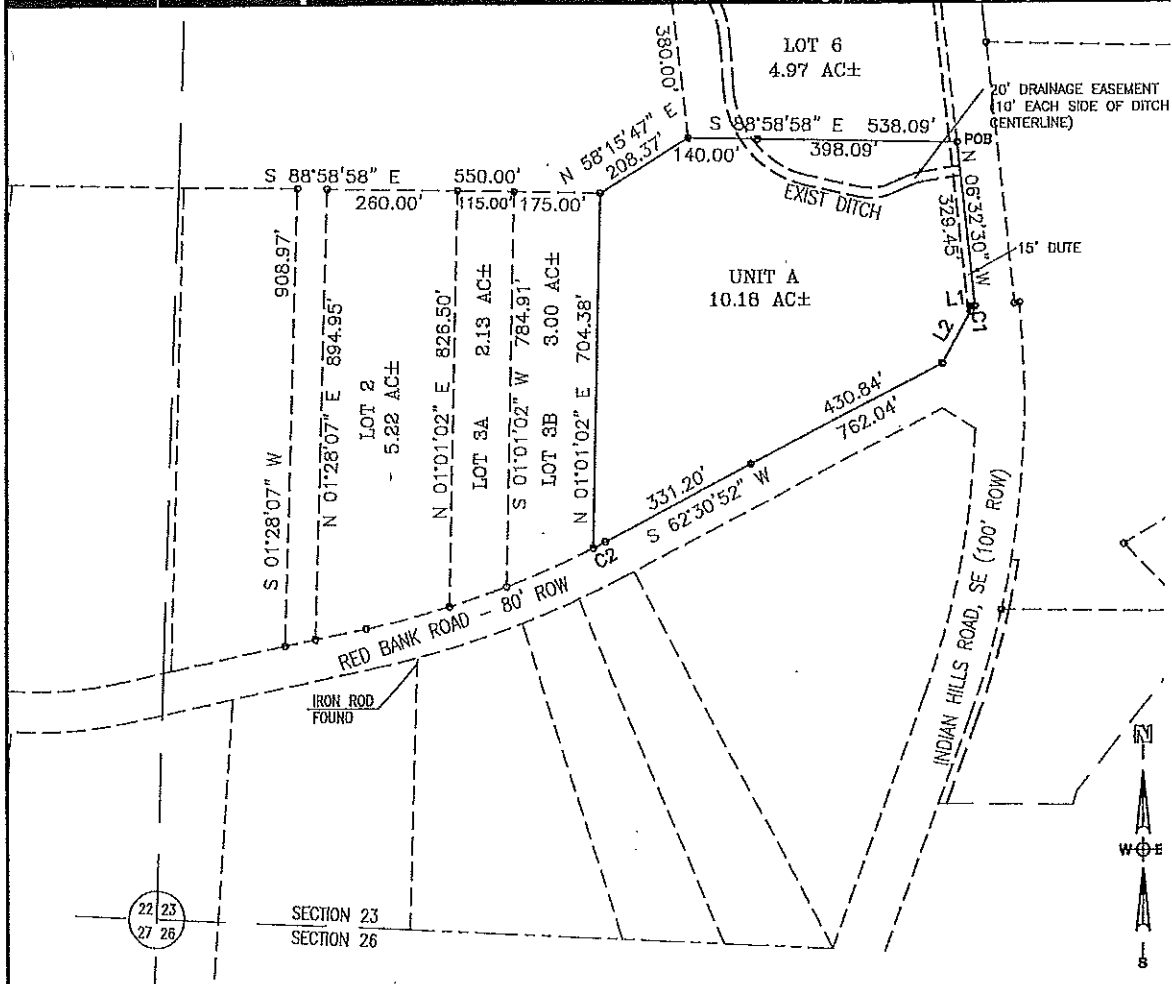 LOT 6
4.97 AC±
380.00'
20' DRAINAGE EASEMENT
(10' EACH SIDE OF DITCH
CENTERLINE)
N 58°15'47" E
208.37'
S 88°58'58" E 538.09'
140.00'
398.09'
POB
S 88°58'58" E 550.00'
260.00'
115.00'
175.00'
EXIST DITCH
N 06°32'30" W
329.45'
15' DUTE
UNIT A
10.18 AC±
L1
C1
L2
908.97'
S 01°28'07" W
N 01°28'07" E 894.95'
LOT 2
5.22 AC±
N 01°01'02" E 826.50'
LOT 3A 2.13 AC±
S 01°01'02" W 784.91'
LOT 3B 3.00 AC±
N 01°01'02" E 704.38'
430.84'
762.04'
331.20'
S 62°30'52" W
C2
RED BANK ROAD - 80' ROW
INDIAN HILLS ROAD, SE (100' ROW)
IRON ROD
FOUND
N
W E
S
22 23
27 26
SECTION 23
SECTION 26